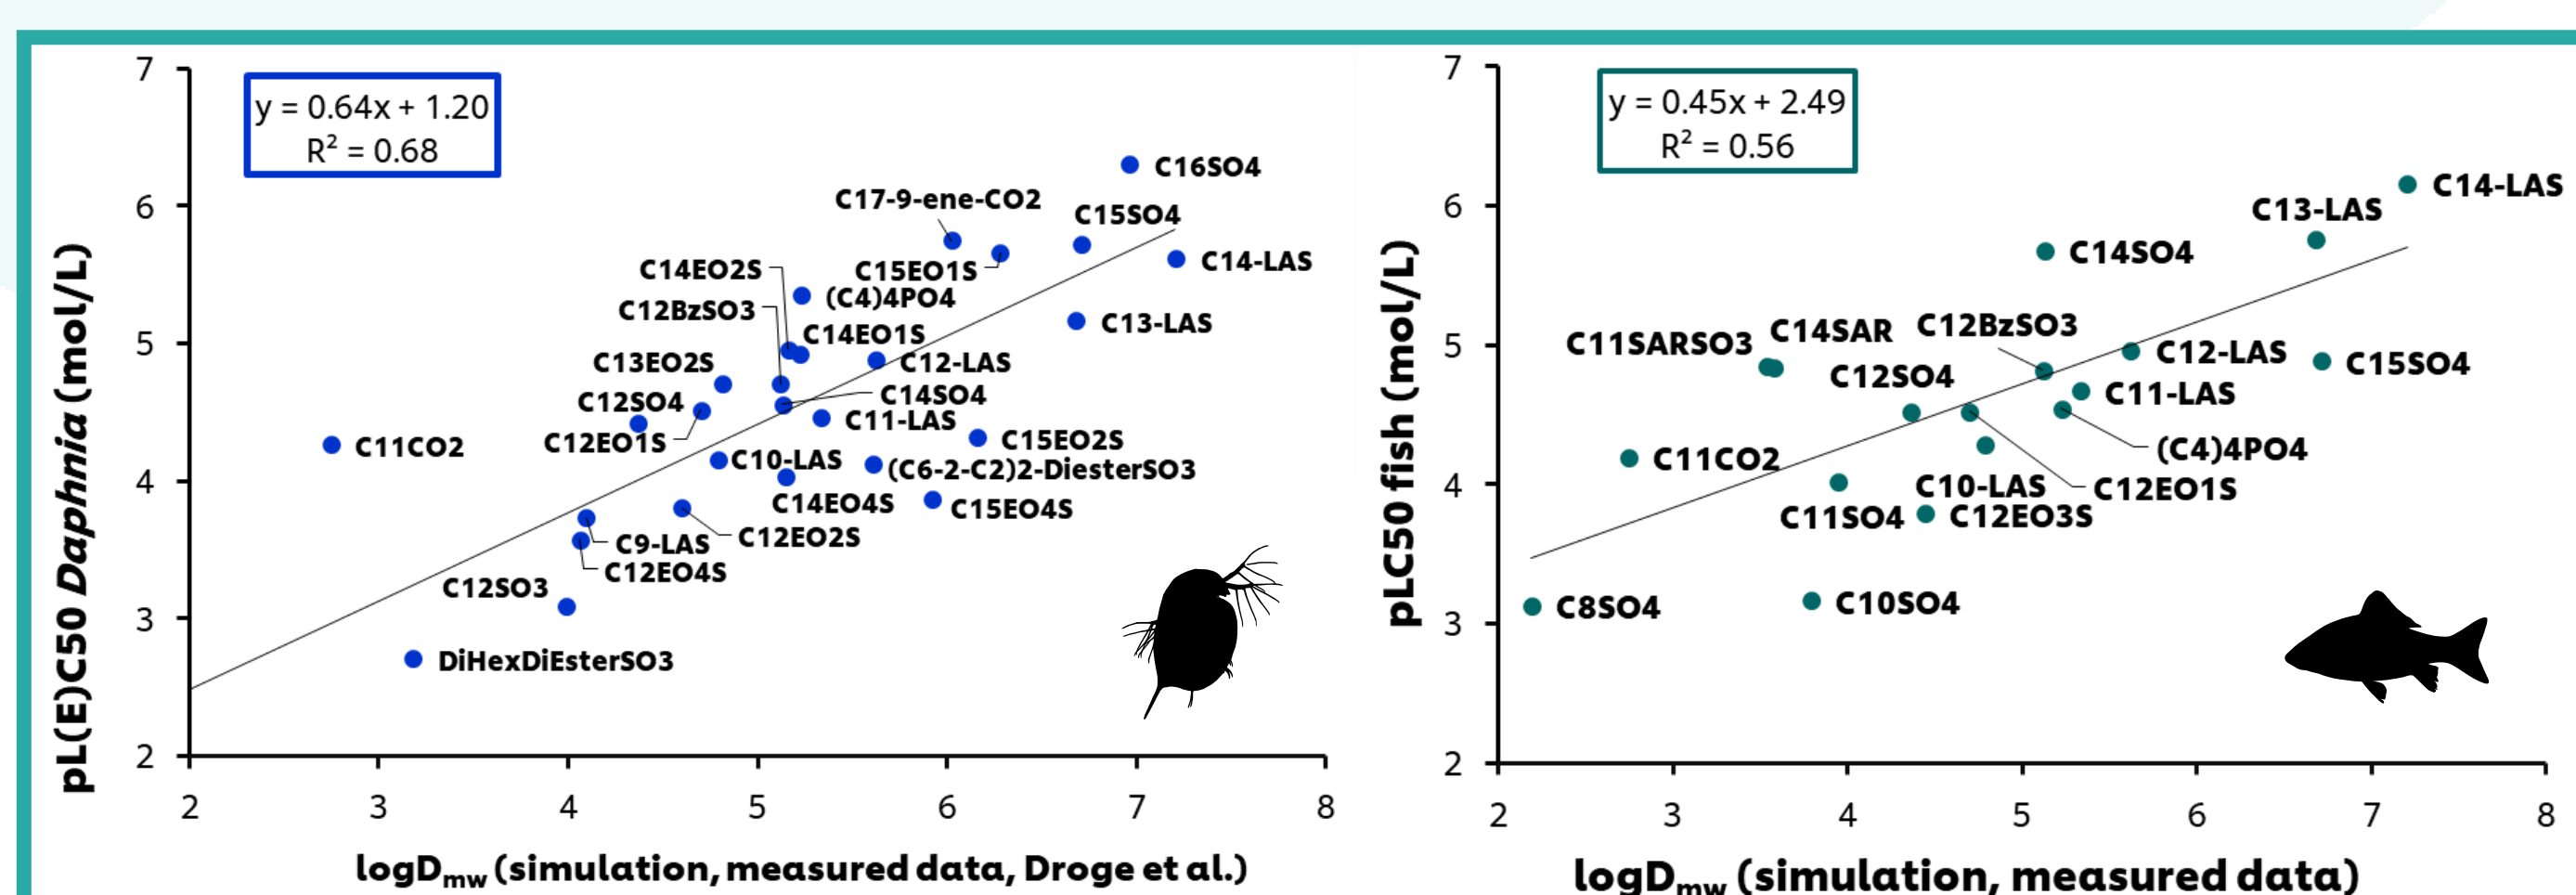 7
y = 0.64x + 1.20
R² = 0.68
C16SO4
C17-9-ene-CO2
6
C15SO4
C14EO2S
C15EO1S
C14-LAS
(C4)4PO4
C12BzSO3
C14EO1S
C13-LAS
5
C13EO2S
C12-LAS
C12SO4
C14SO4
C11-LAS
C12EO1S
C11CO2
C15EO2S
C10-LAS
(C6-2-C2)2-DiesterSO3
4
C14EO4S
C15EO4S
C9-LAS
C12EO2S
C12EO4S
C12SO3
3
DiHexDiEsterSO3
2
pL(E)C50 Daphnia (mol/L)
2 3 4 5 6 7 8
logDmw (simulation, measured data, Droge et al.)
7
y = 0.45x + 2.49
R² = 0.56
C14-LAS
6
C13-LAS
C14SO4
C11SARSO3
C14SAR
C12BzSO3
5
C12-LAS
C15SO4
C12SO4
C11-LAS
(C4)4PO4
C11CO2
4
C10-LAS
C12EO1S
C11SO4
C12EO3S
3
C8SO4
C10SO4
2
pLC50 fish (mol/L)
2 3 4 5 6 7 8
logDmw (simulation, measured data)